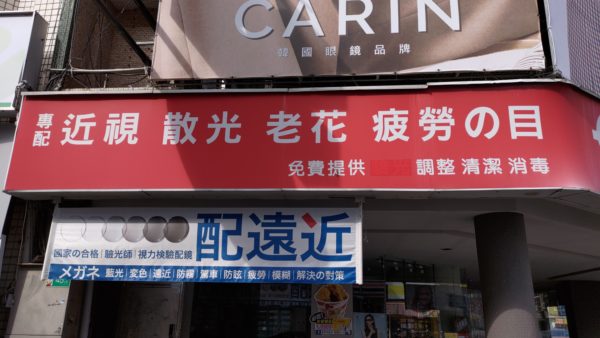 CARIN
韓國眼鏡品牌
專配 近視 散光 老花 疲勞の目
免費提供 調整 清潔 消毒
配遠近
國家の合格|驗光師|視力檢驗配鏡
メガネ 藍光|変色|遠近|防霧|駕車|防眩|疲勞|模糊|解決の對策